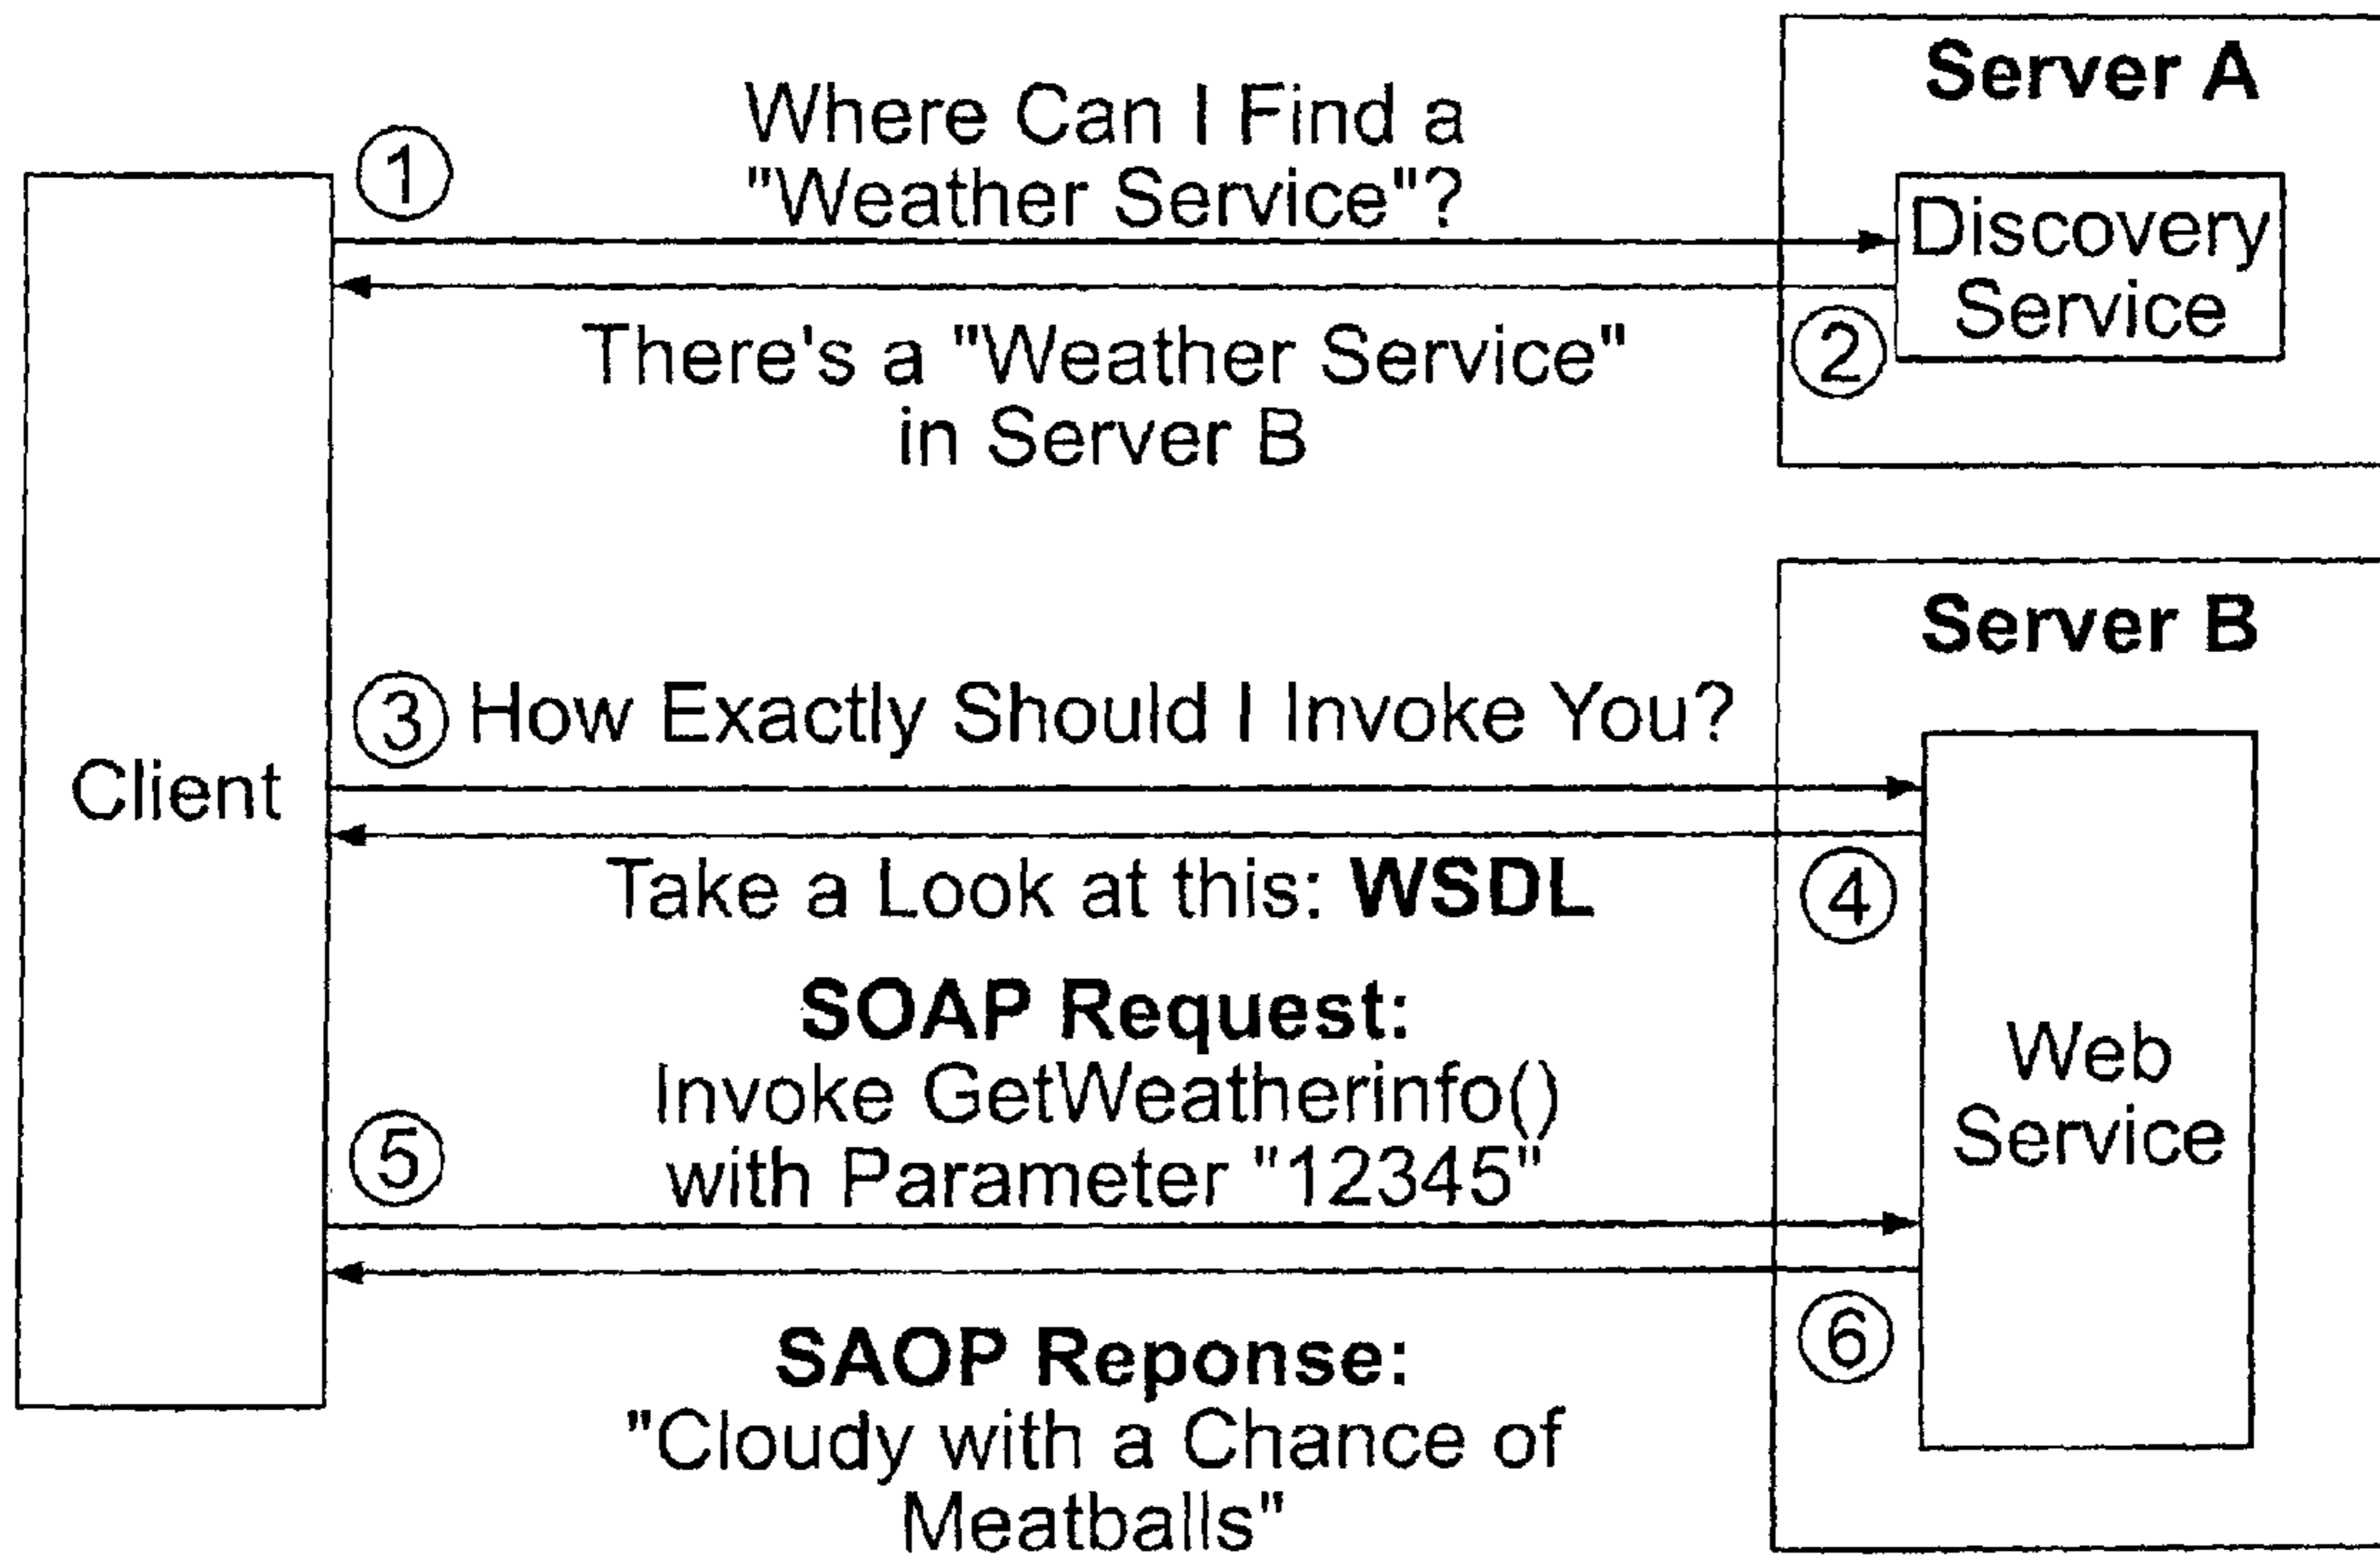 Server A
①
Where Can I Find a
"Weather Service"?
Discovery
Service
②
There's a "Weather Service"
in Server B
Server B
③ How Exactly Should I Invoke You?
Client
Take a Look at this: WSDL
④
SOAP Request:
Invoke GetWeatherinfo()
with Parameter "12345"
⑤
Web
Service
SAOP Reponse:
"Cloudy with a Chance of
Meatballs"
⑥